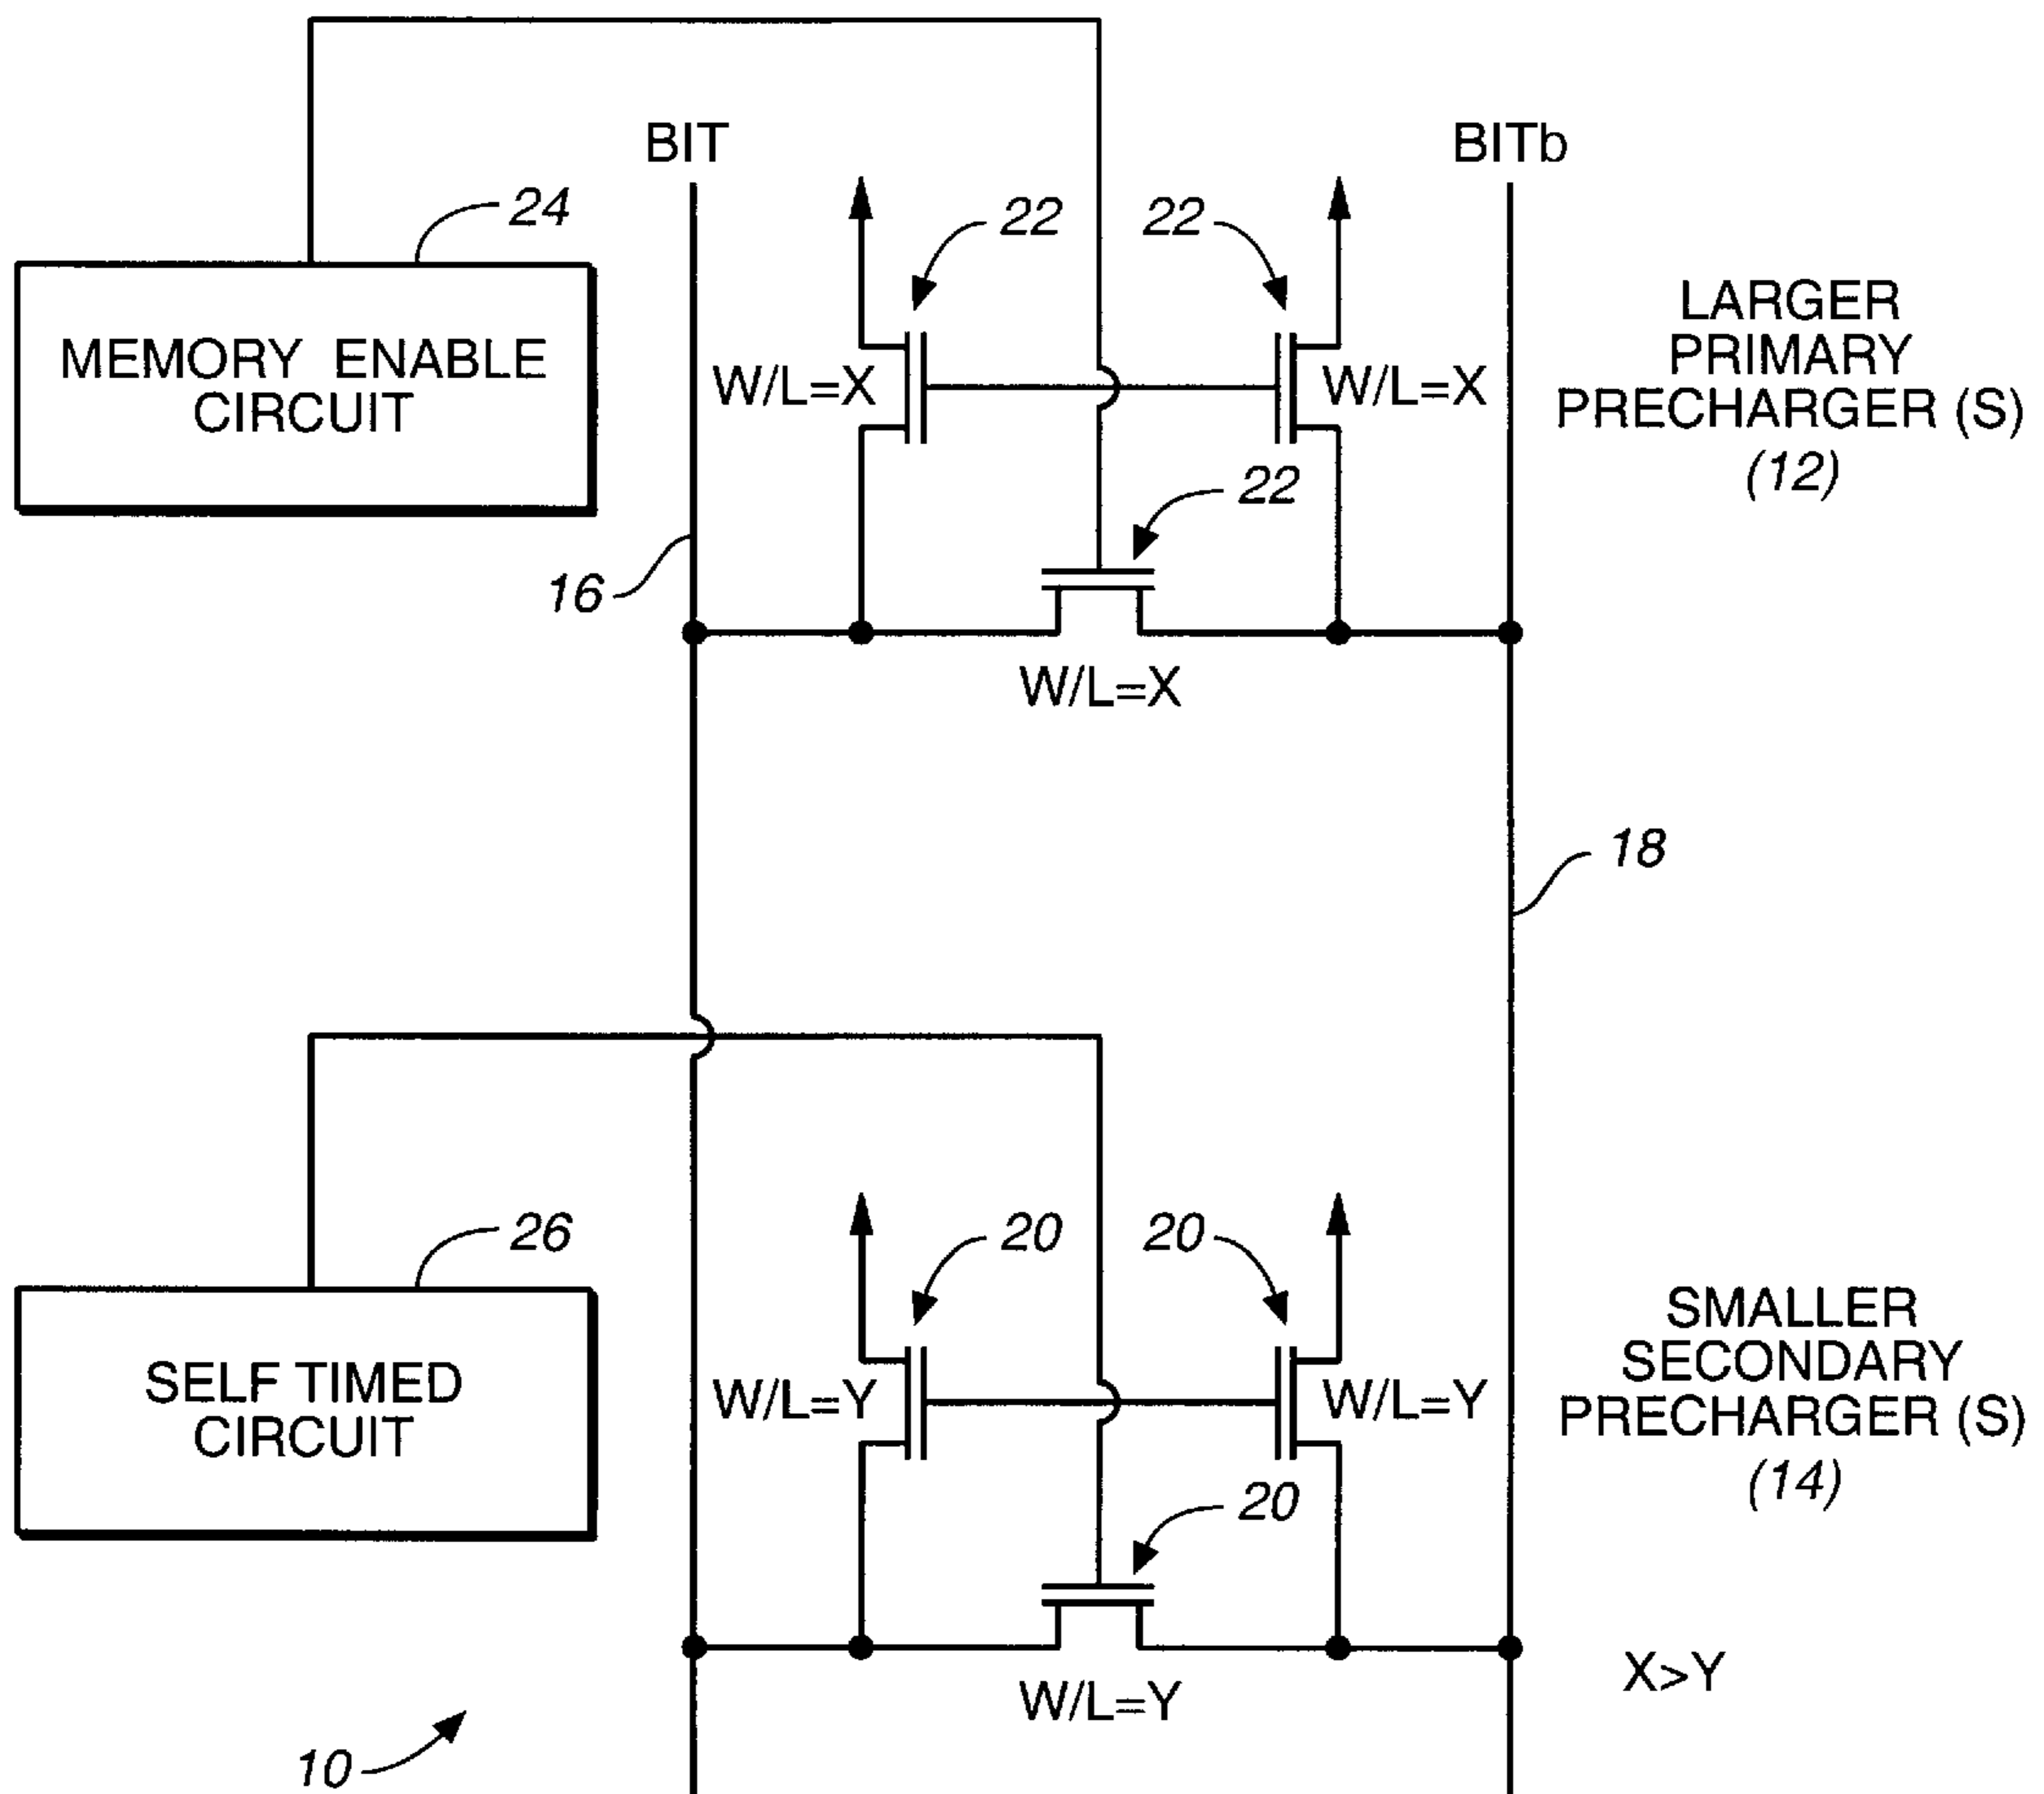 BIT
BITb
24
22
22
MEMORY ENABLE
CIRCUIT
W/L=X
W/L=X
LARGER
PRIMARY
PRECHARGER (S)
(12)
22
16
W/L=X
18
26
20
20
SELF TIMED
CIRCUIT
W/L=Y
W/L=Y
SMALLER
SECONDARY
PRECHARGER (S)
(14)
20
W/L=Y
X>Y
10